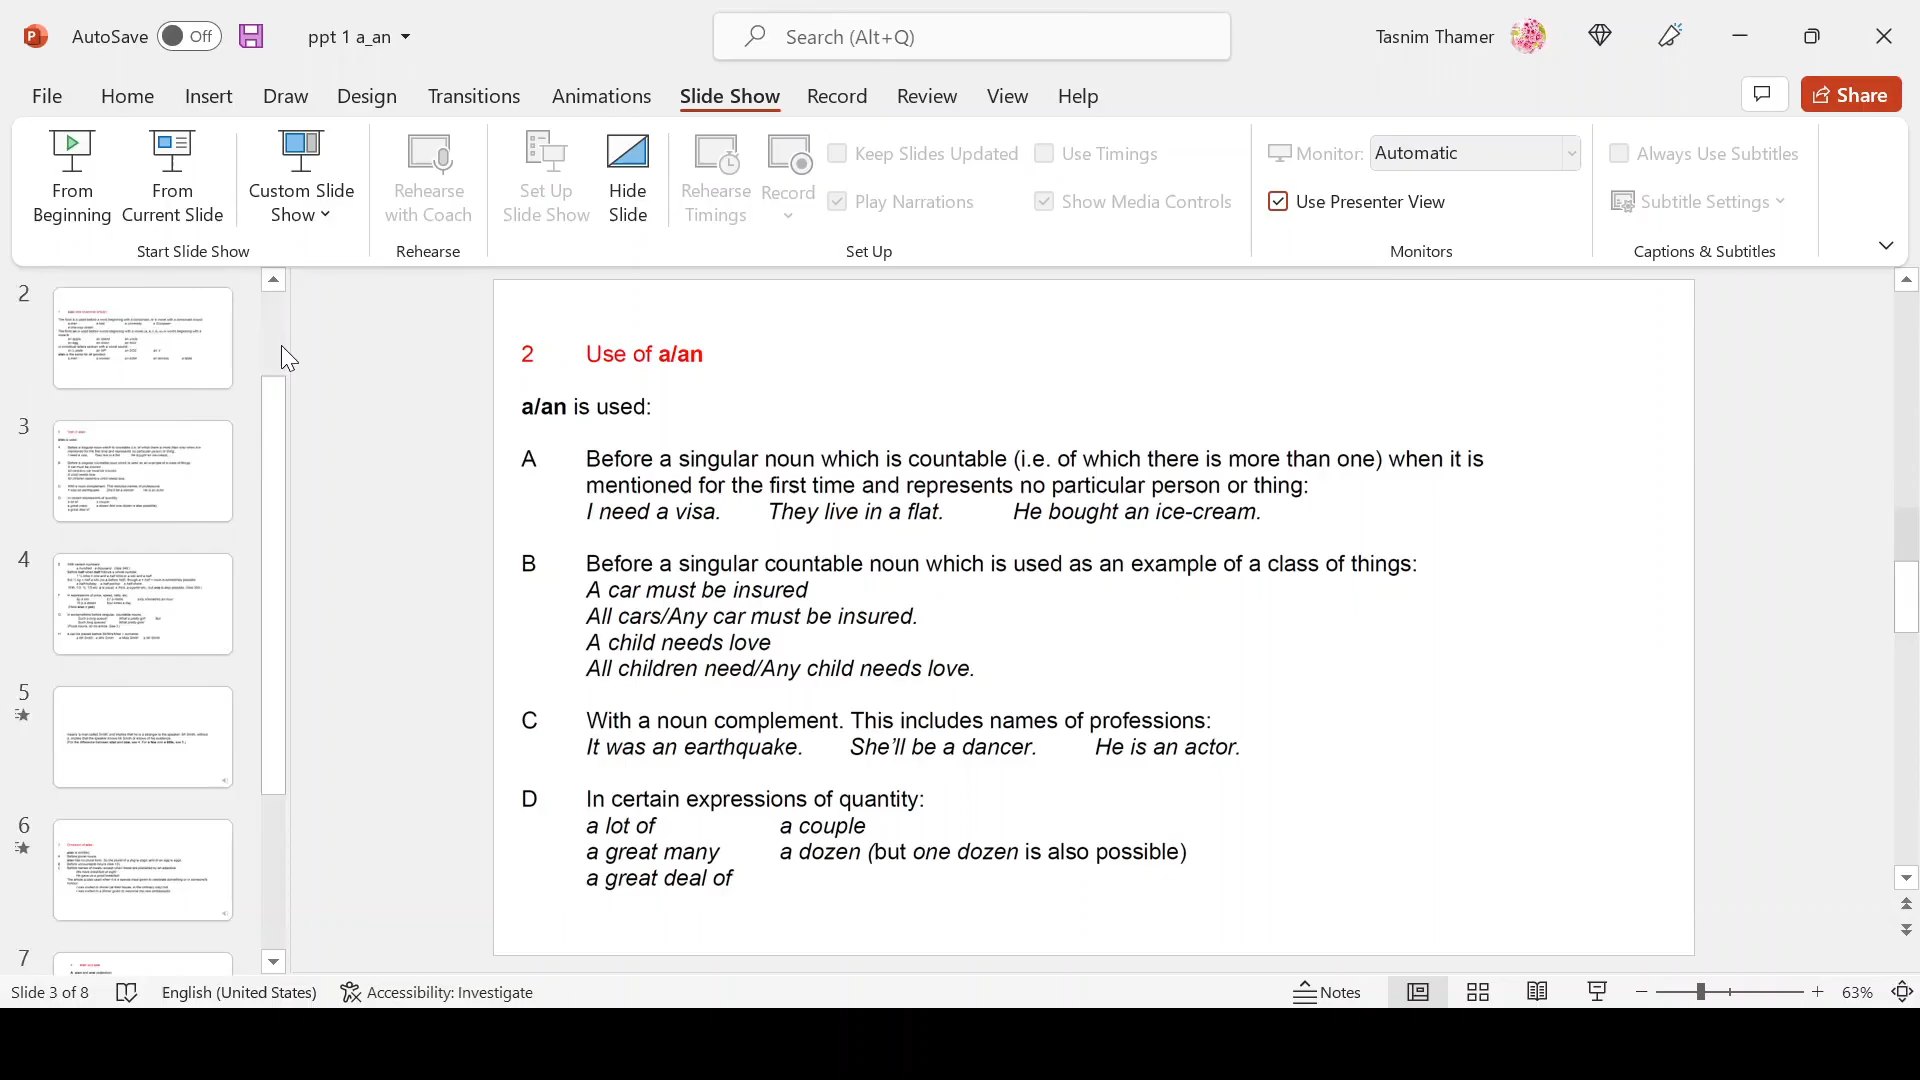 AutoSave Off ppt 1 a_an Search (Alt+Q) Tasnim Thamer
File Home Insert Draw Design Transitions Animations Slide Show Record Review View Help Share
From Beginning
From Current Slide
Custom Slide Show
Rehearse with Coach
Set Up Slide Show
Hide Slide
Rehearse Timings
Record
Keep Slides Updated
Use Timings
Play Narrations
Show Media Controls
Monitor: Automatic
Use Presenter View
Always Use Subtitles
Subtitle Settings
Start Slide Show Rehearse Set Up Monitors Captions & Subtitles
2
3
4
5
6
7
2 Use of a/an
a/an is used:
A Before a singular noun which is countable (i.e. of which there is more than one) when it is
mentioned for the first time and represents no particular person or thing:
I need a visa. They live in a flat. He bought an ice-cream.
B Before a singular countable noun which is used as an example of a class of things:
A car must be insured
All cars/Any car must be insured.
A child needs love
All children need/Any child needs love.
C With a noun complement. This includes names of professions:
It was an earthquake. She'll be a dancer. He is an actor.
D In certain expressions of quantity:
a lot of a couple
a great many a dozen (but one dozen is also possible)
a great deal of
Slide 3 of 8 English (United States) Accessibility: Investigate Notes 63%